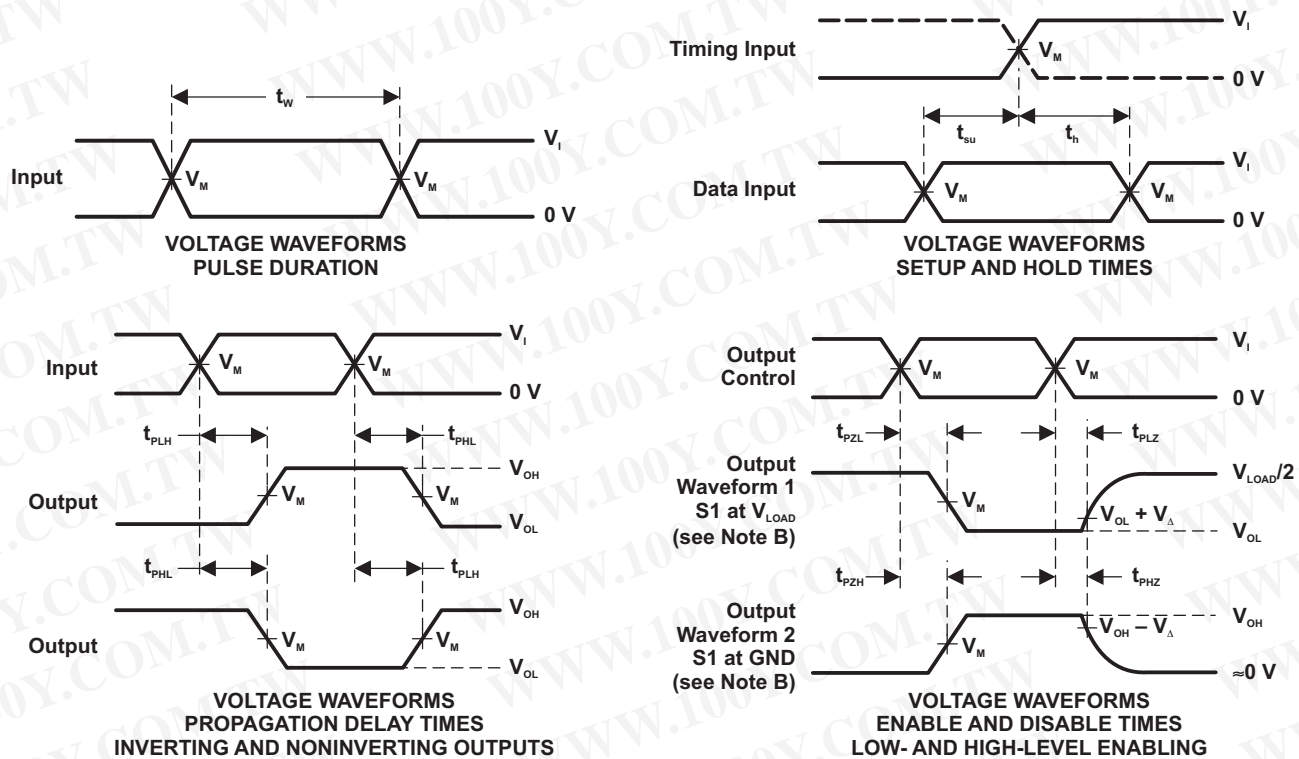 t_W
Input
V_M
V_M
V_I
0 V
VOLTAGE WAVEFORMS
PULSE DURATION
Timing Input
V_M
V_I
0 V
t_su
t_h
Data Input
V_M
V_M
V_I
0 V
VOLTAGE WAVEFORMS
SETUP AND HOLD TIMES
Input
V_M
V_M
V_I
0 V
t_PLH
t_PHL
Output
V_M
V_M
V_OH
V_OL
t_PHL
t_PLH
Output
V_M
V_M
V_OH
V_OL
VOLTAGE WAVEFORMS
PROPAGATION DELAY TIMES
INVERTING AND NONINVERTING OUTPUTS
Output
Control
V_M
V_M
V_I
0 V
t_PZL
t_PLZ
Output
Waveform 1
S1 at V_LOAD
(see Note B)
V_M
V_OL + V_Δ
V_LOAD/2
V_OL
t_PZH
t_PHZ
Output
Waveform 2
S1 at GND
(see Note B)
V_M
V_OH – V_Δ
V_OH
≈0 V
VOLTAGE WAVEFORMS
ENABLE AND DISABLE TIMES
LOW- AND HIGH-LEVEL ENABLING
WWW.100Y.COM.TW